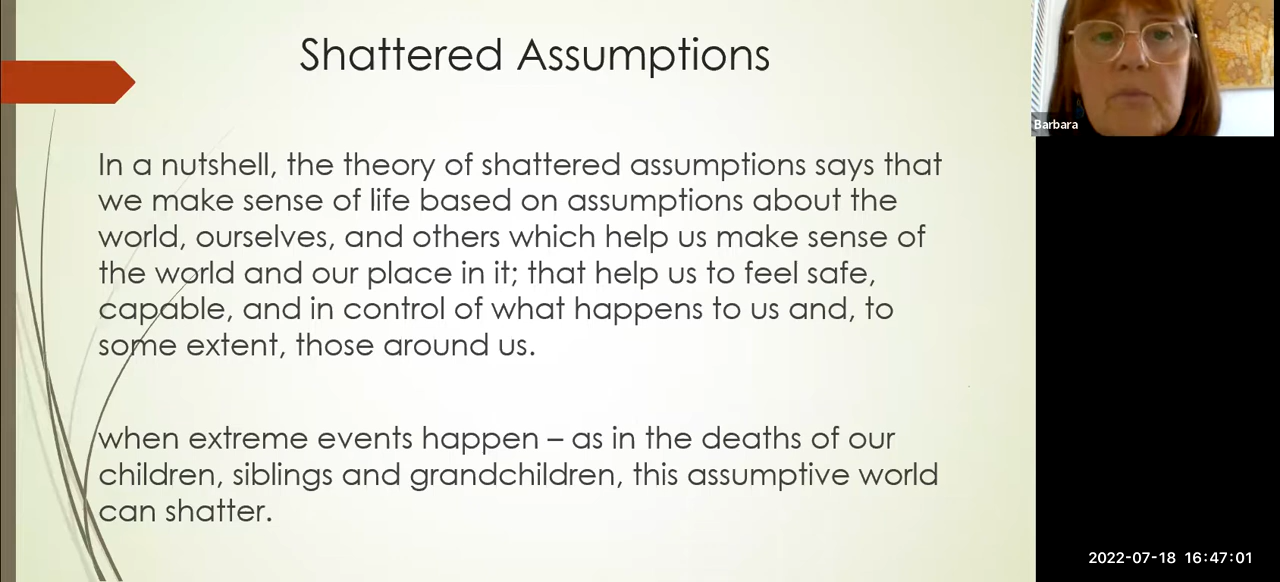 Shattered Assumptions
Barbara
In a nutshell, the theory of shattered assumptions says that
we make sense of life based on assumptions about the
world, ourselves, and others which help us make sense of
the world and our place in it; that help us to feel safe,
capable, and in control of what happens to us and, to
some extent, those around us.
when extreme events happen – as in the deaths of our
children, siblings and grandchildren, this assumptive world
can shatter.
2022-07-18 16:47:01